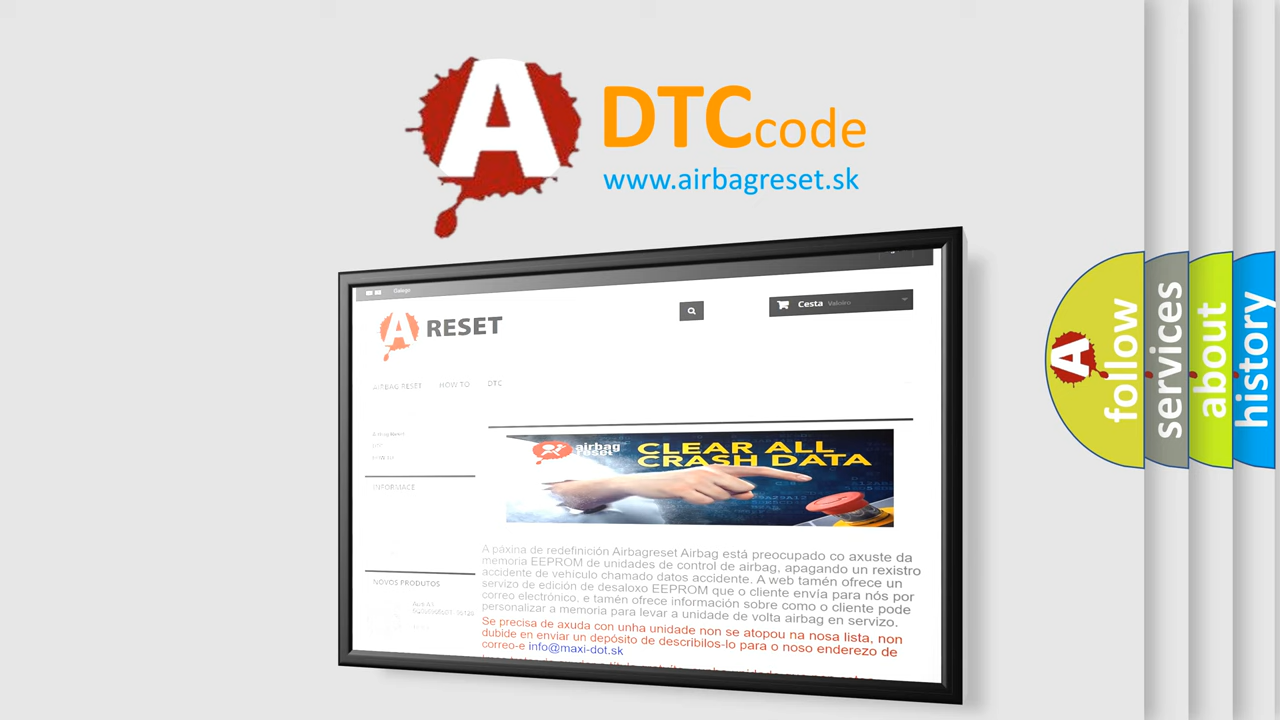 A
DTCcode
www.airbagreset.sk
Galego
A RESET
Cesta Valeiro
AIRBAG RESET HOW TO DTC
INFORMACE
airbag reset
CLEAR ALL
CRASH DATA
NOVOS PRODUTOS
A páxina de redefinición Airbagreset Airbag está preocupado co axuste da
memoria EEPROM de unidades de control de airbag, apagando un rexistro
accidente de vehículo chamado datos accidente. A web tamén ofrece un
servizo de edición de desaloxo EEPROM que o cliente envía para nós por
correo electrónico, e tamén ofrece información sobre como o cliente pode
personalizar a memoria para levar a unidade de volta airbag en servizo.
Se precisa de axuda con unha unidade non se atopou na nosa lista, non
dubide en enviar un depósito de describilos-lo para o noso enderezo de
correo-e info@maxi-dot.sk
A
follow
services
about
history